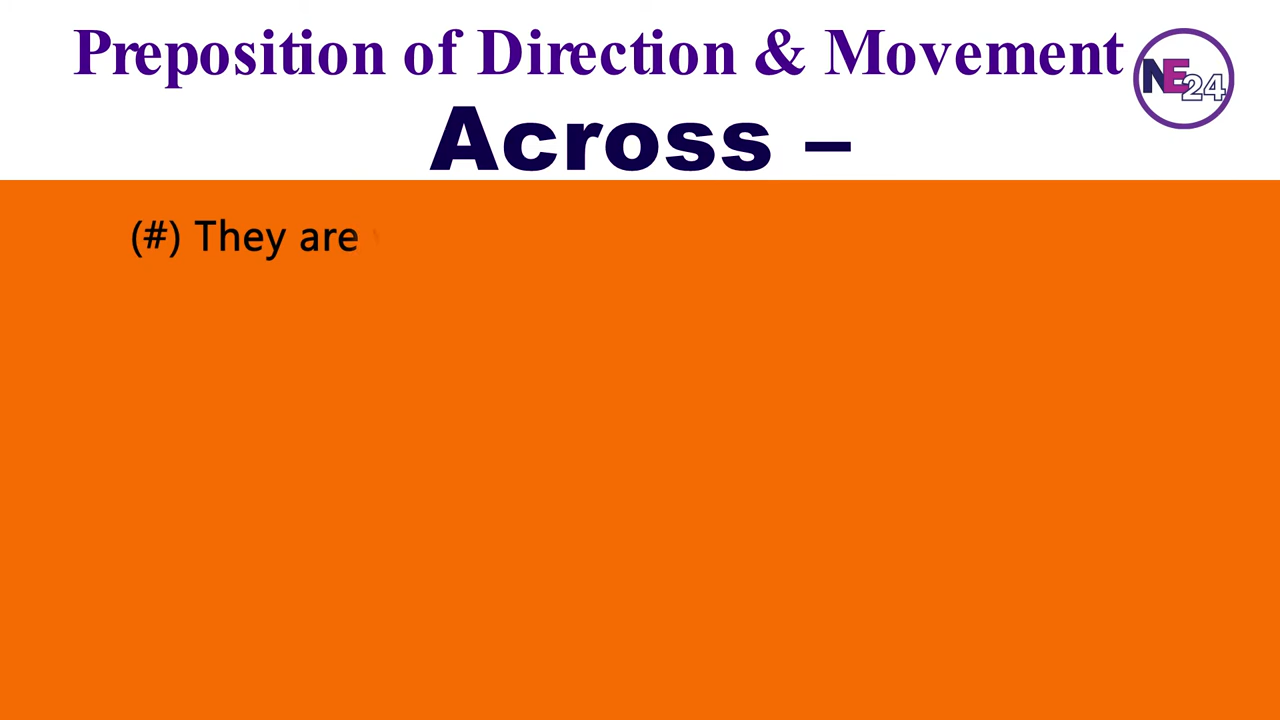 Preposition of Direction & Movement
NE24
Across –
(#) They are